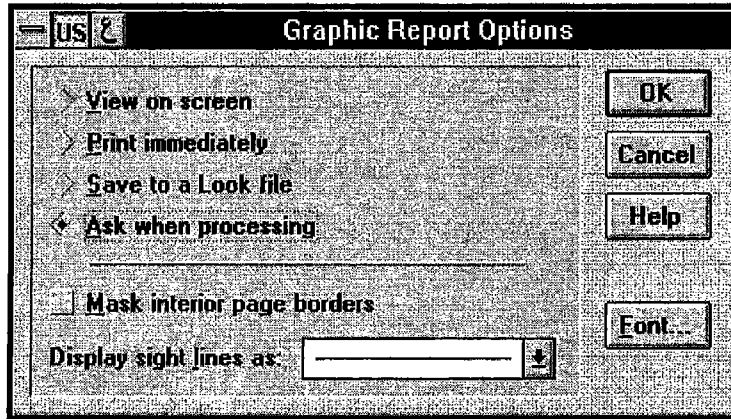 US ع Graphic Report Options
View on screen
Print immediately
Save to a Look file
Ask when processing
Mask interior page borders
Display sight lines as:
OK
Cancel
Help
Font...